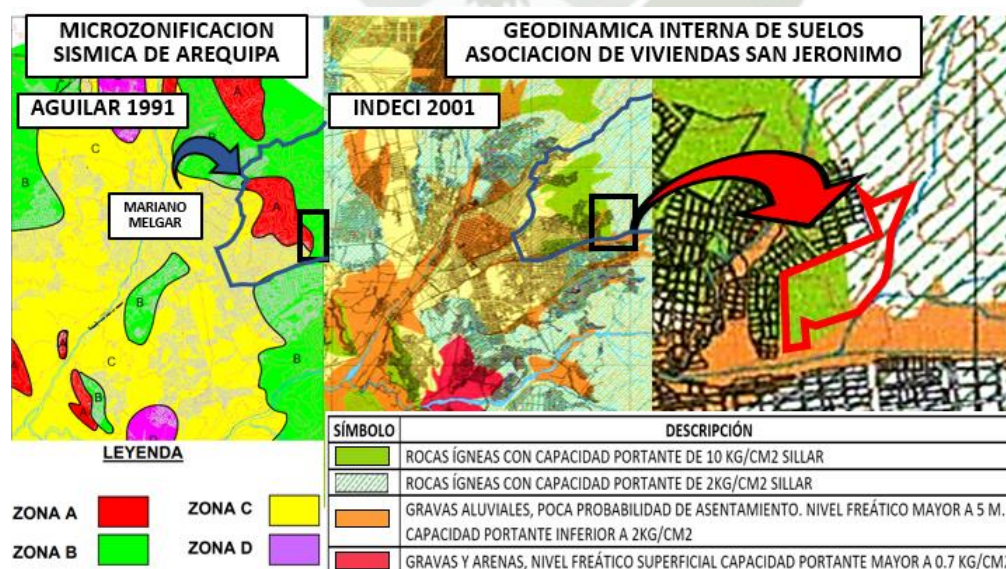 MICROZONIFICACION
SISMICA DE AREQUIPA
GEODINAMICA INTERNA DE SUELOS
ASOCIACION DE VIVIENDAS SAN JERONIMO
AGUILAR 1991
INDECI 2001
MARIANO
MELGAR
A
B
C
B
A
B
C
B
B
LEYENDA
ZONA A
ZONA C
ZONA B
ZONA D
SÍMBOLO
DESCRIPCIÓN
ROCAS ÍGNEAS CON CAPACIDAD PORTANTE DE 10 KG/CM2 SILLAR
ROCAS ÍGNEAS CON CAPACIDAD PORTANTE DE 2KG/CM2 SILLAR
GRAVAS ALUVIALES, POCA PROBABILIDAD DE ASENTAMIENTO. NIVEL FREÁTICO MAYOR A 5 M.
CAPACIDAD PORTANTE INFERIOR A 2KG/CM2
GRAVAS Y ARENAS, NIVEL FREÁTICO SUPERFICIAL CAPACIDAD PORTANTE MAYOR A 0.7 KG/CM2